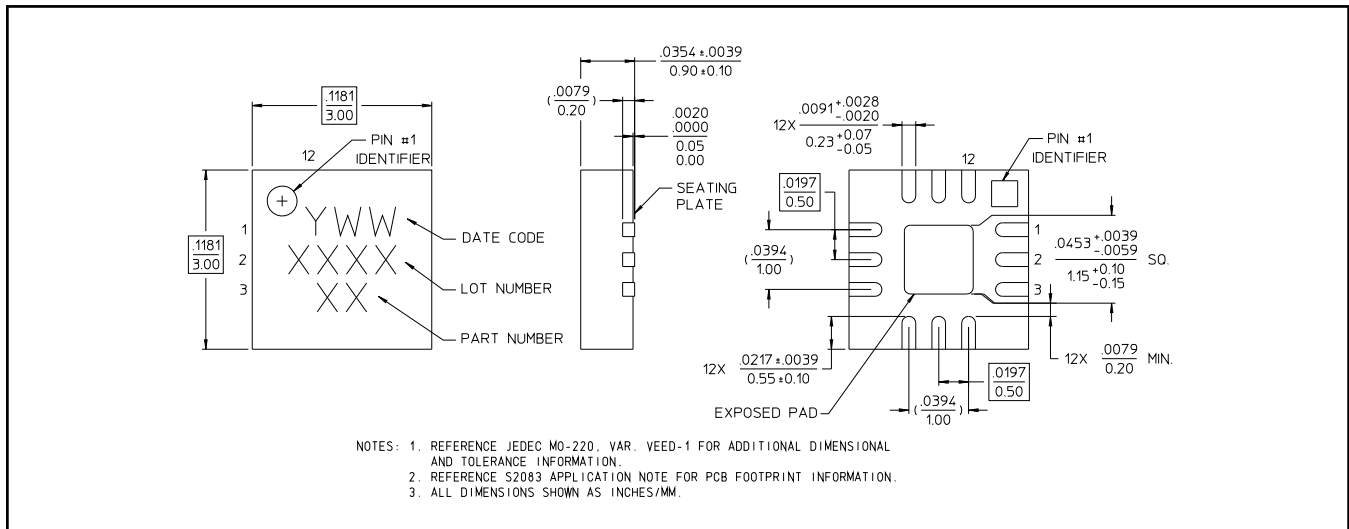 .1181
3.00
PIN #1
IDENTIFIER
12
.1181
3.00
1
2
3
YWW
XXXX
XX
DATE CODE
LOT NUMBER
PART NUMBER
.0354 ±.0039
0.90 ±0.10
(.0079
0.20)
.0020
.0000
0.05
0.00
SEATING
PLATE
12X .0091 +.0028
-.0020
0.23 +0.07
-0.05
12
PIN #1
IDENTIFIER
.0197
0.50
(.0394
1.00)
1
2
3
.0453 +.0039
-.0059
1.15 +0.10
-0.15
SQ.
12X .0217 ±.0039
0.55 ±0.10
12X .0079
0.20 MIN.
.0197
0.50
(.0394
1.00)
EXPOSED PAD
NOTES: 1. REFERENCE JEDEC MO-220, VAR. VEED-1 FOR ADDITIONAL DIMENSIONAL
AND TOLERANCE INFORMATION.
2. REFERENCE S2083 APPLICATION NOTE FOR PCB FOOTPRINT INFORMATION.
3. ALL DIMENSIONS SHOWN AS INCHES/MM.